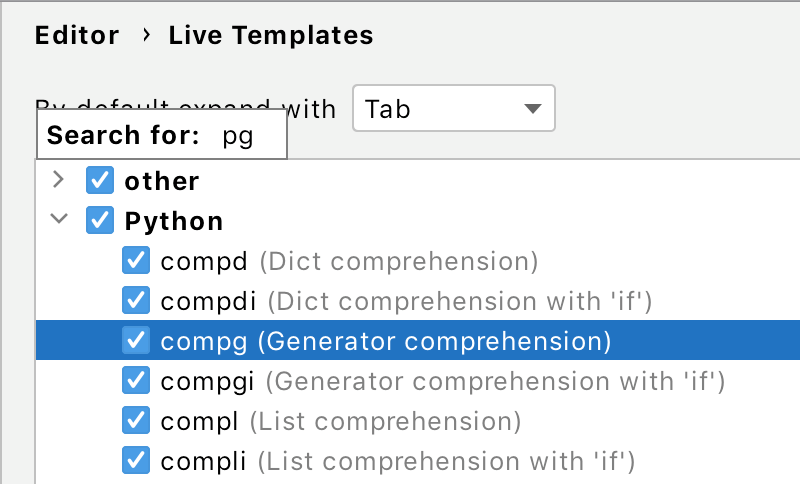 Editor › Live Templates
By default expand with Tab
Search for: pg
other
Python
compd (Dict comprehension)
compdi (Dict comprehension with 'if')
compg (Generator comprehension)
compgi (Generator comprehension with 'if')
compl (List comprehension)
compli (List comprehension with 'if')